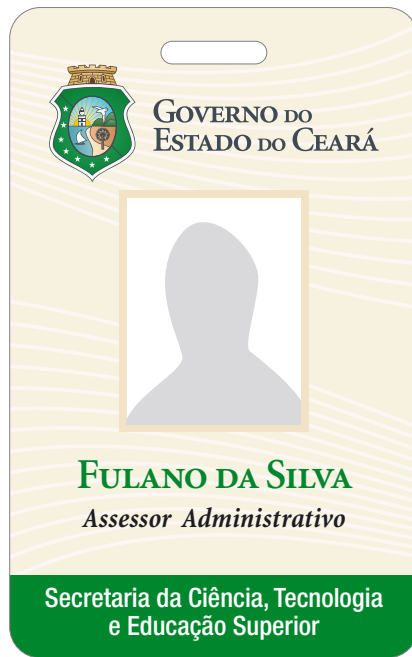 Governo do
Estado do Ceará
Fulano da Silva
Assessor Administrativo
Secretaria da Ciência, Tecnologia
e Educação Superior